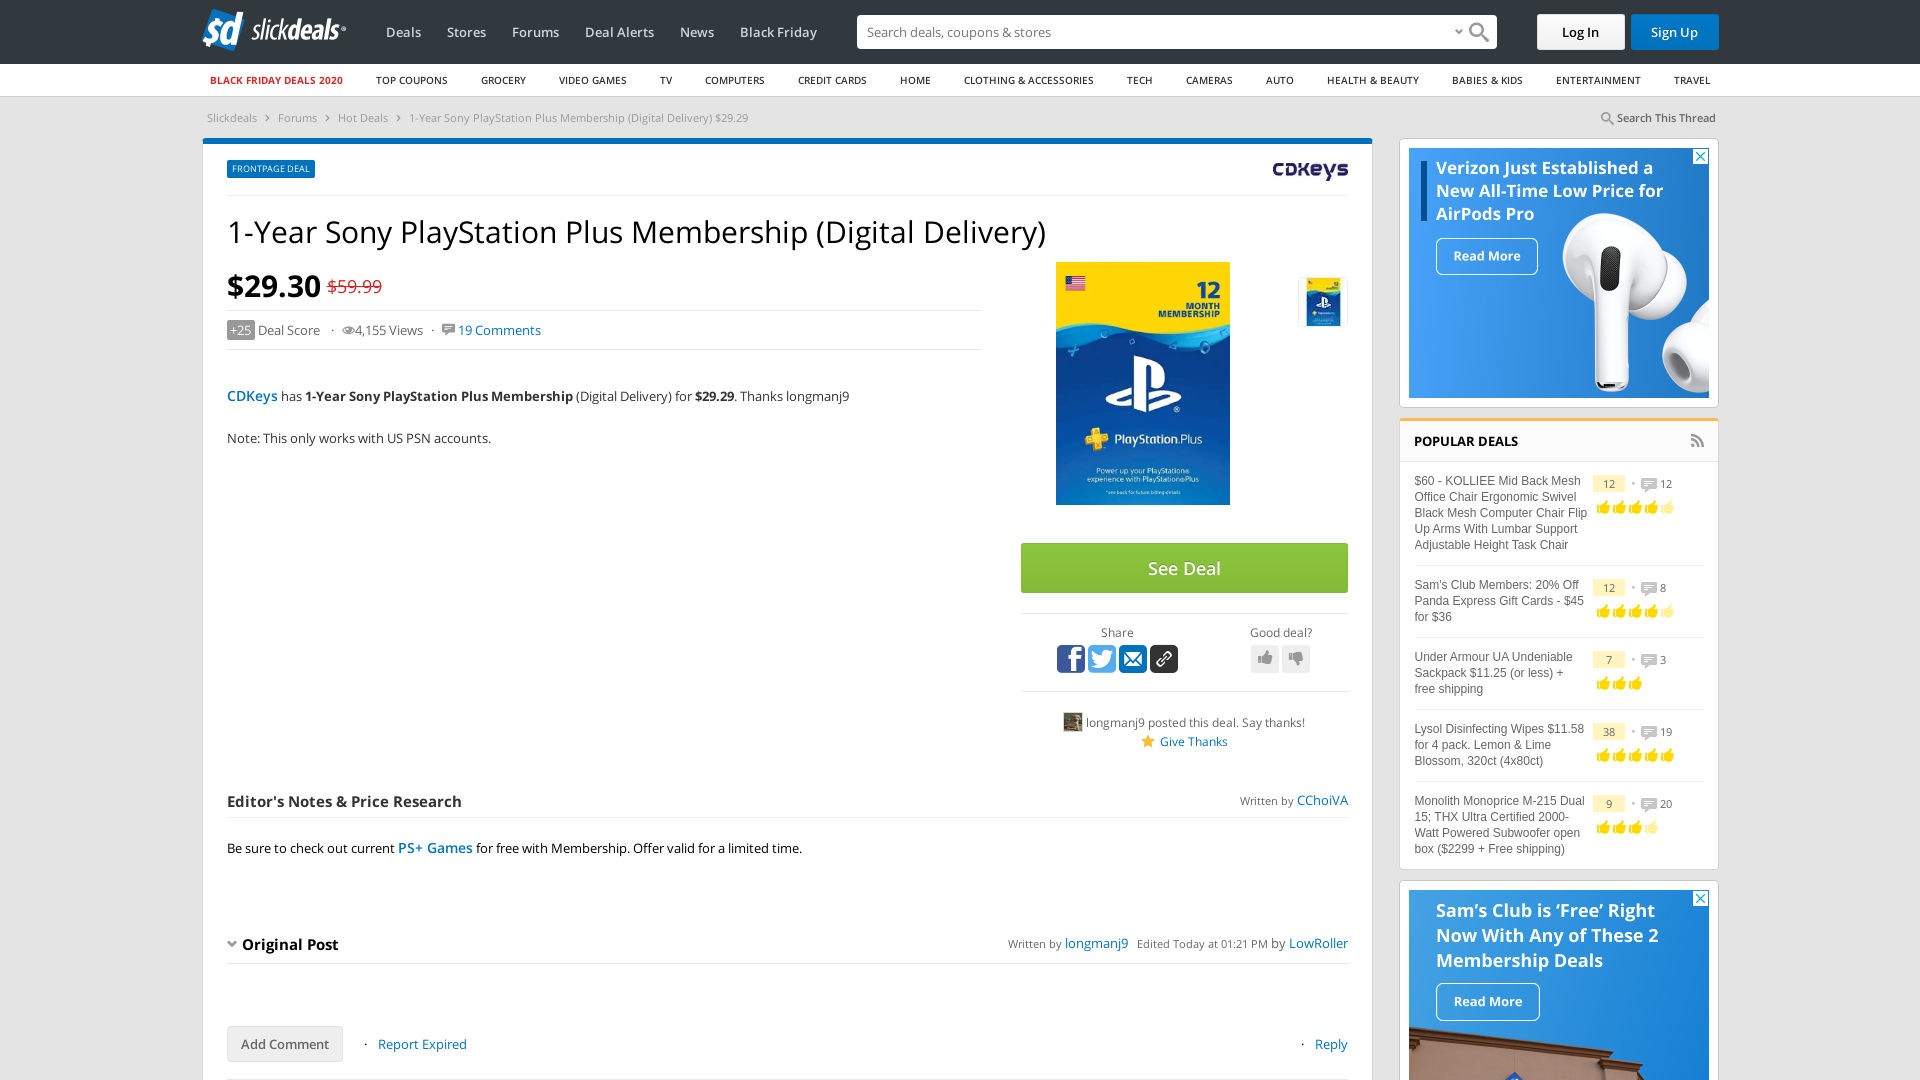 sd slickdeals®
Deals Stores Forums Deal Alerts News Black Friday
Search deals, coupons & stores
Log In
Sign Up
BLACK FRIDAY DEALS 2020 TOP COUPONS GROCERY VIDEO GAMES TV COMPUTERS CREDIT CARDS HOME CLOTHING & ACCESSORIES TECH CAMERAS AUTO HEALTH & BEAUTY BABIES & KIDS ENTERTAINMENT TRAVEL
Slickdeals › Forums › Hot Deals › 1-Year Sony PlayStation Plus Membership (Digital Delivery) $29.29
Search This Thread
FRONTPAGE DEAL
CDKeys
1-Year Sony PlayStation Plus Membership (Digital Delivery)
$29.30 $59.99
+25 Deal Score · 4,155 Views · 19 Comments
CDKeys has 1-Year Sony PlayStation Plus Membership (Digital Delivery) for $29.29. Thanks longmanj9
Note: This only works with US PSN accounts.
12
MONTH
MEMBERSHIP
PlayStation.Plus
Power up your PlayStation®
experience with PlayStation®Plus
*see back for future billing details
See Deal
Share
Good deal?
longmanj9 posted this deal. Say thanks!
Give Thanks
Editor's Notes & Price Research
Written by CChoiVA
Be sure to check out current PS+ Games for free with Membership. Offer valid for a limited time.
Original Post
Written by longmanj9 Edited Today at 01:21 PM by LowRoller
Add Comment · Report Expired
· Reply
Verizon Just Established a
New All-Time Low Price for
AirPods Pro
Read More
POPULAR DEALS
$60 - KOLLIEE Mid Back Mesh
Office Chair Ergonomic Swivel
Black Mesh Computer Chair Flip
Up Arms With Lumbar Support
Adjustable Height Task Chair
12 • 12
Sam's Club Members: 20% Off
Panda Express Gift Cards - $45
for $36
12 • 8
Under Armour UA Undeniable
Sackpack $11.25 (or less) +
free shipping
7 • 3
Lysol Disinfecting Wipes $11.58
for 4 pack. Lemon & Lime
Blossom, 320ct (4x80ct)
38 • 19
Monolith Monoprice M-215 Dual
15; THX Ultra Certified 2000-
Watt Powered Subwoofer open
box ($2299 + Free shipping)
9 • 20
Sam's Club is ‘Free’ Right
Now With Any of These 2
Membership Deals
Read More